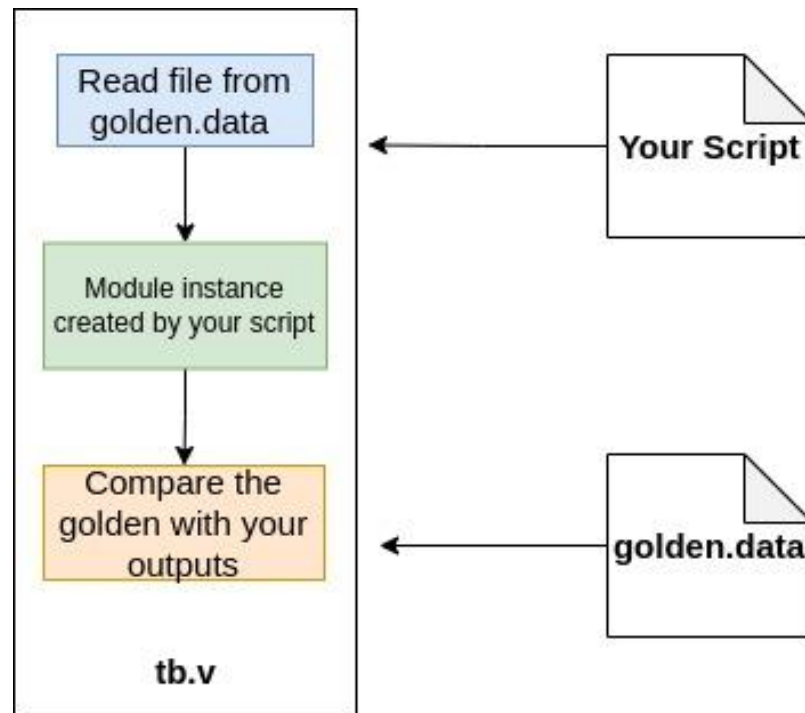 Read file from
golden.data
Your Script
Module instance
created by your script
Compare the
golden with your
outputs
golden.data
tb.v